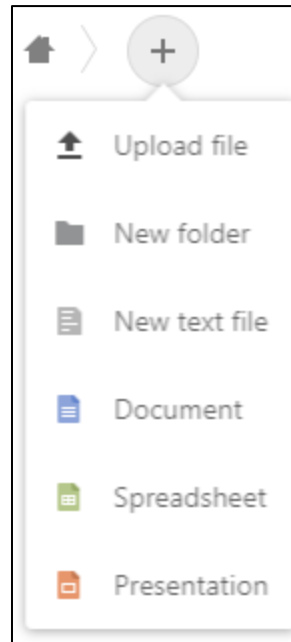 Upload file
New folder
New text file
Document
Spreadsheet
Presentation